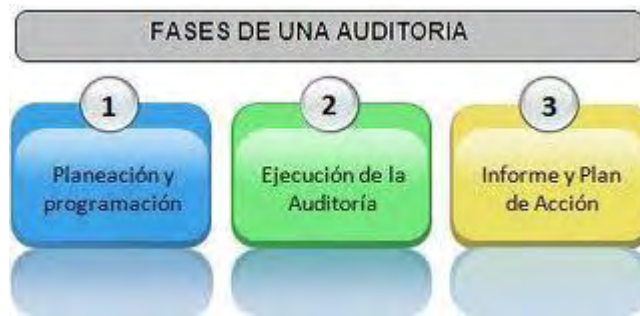 FASES DE UNA AUDITORIA
1
Planeación y
programación
2
Ejecución de la
Auditoría
3
Informe y Plan
de Acción